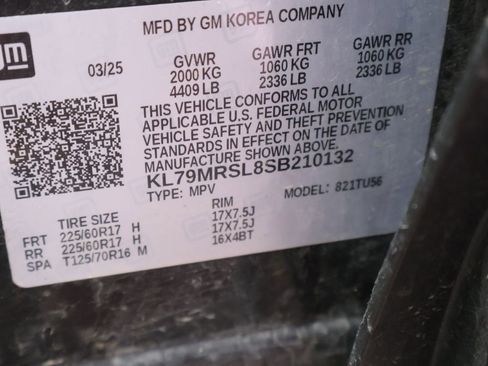 gm
MFD BY GM KOREA COMPANY
03/25 GVWR GAWR FRT GAWR RR
2000 KG 1060 KG 1060 KG
4409 LB 2336 LB 2336 LB
THIS VEHICLE CONFORMS TO ALL
APPLICABLE U.S. FEDERAL MOTOR
VEHICLE SAFETY AND THEFT PREVENTION
STANDARDS IN EFFECT ON THE DATE OF
MANUFACTURE SHOWN ABOVE.
KL79MRSL8SB210132
TYPE: MPV MODEL: 821TU56
TIRE SIZE RIM
FRT 225/60R17 H 17X7.5J
RR 225/60R17 H 17X7.5J
SPA T125/70R16 M 16X4BT